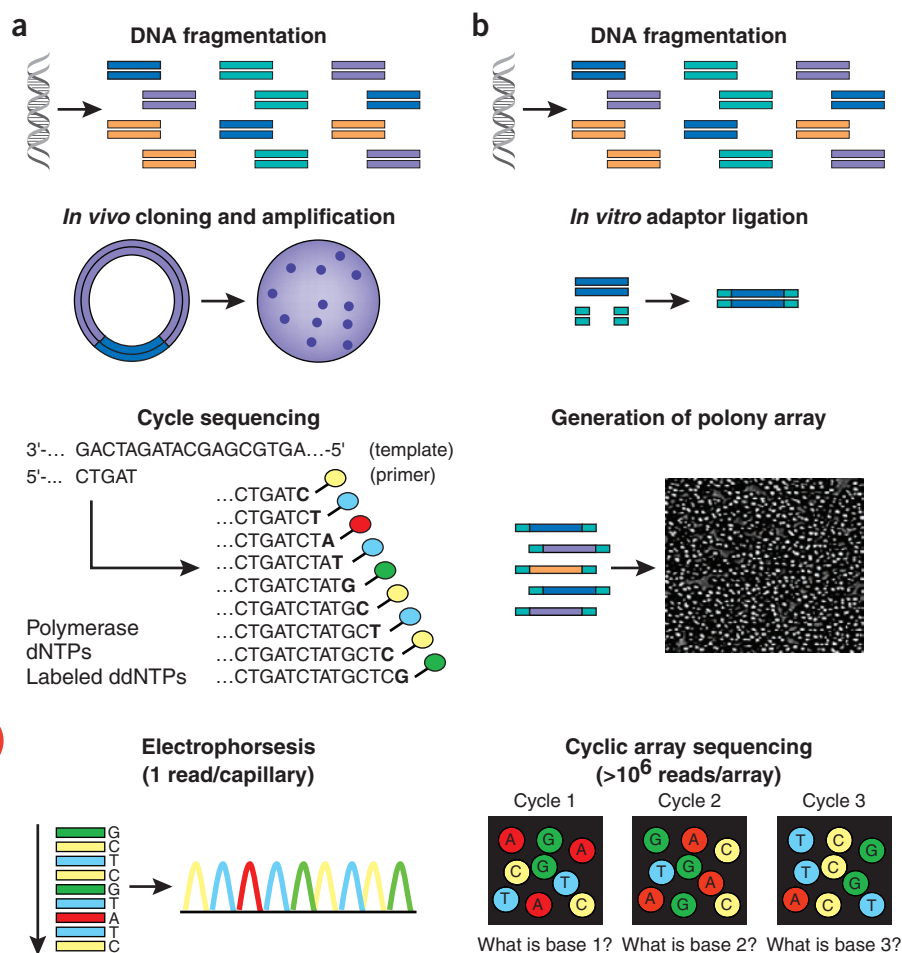 a
DNA fragmentation
In vivo cloning and amplification
Cycle sequencing
3'-... GACTAGATACGAGCGTGA...-5' (template)
5'-... CTGAT (primer)
...CTGATC
...CTGATCT
...CTGATCTA
...CTGATCTAT
...CTGATCTATG
...CTGATCTATGC
...CTGATCTATGCT
...CTGATCTATGCTC
...CTGATCTATGCTCG
Polymerase
dNTPs
Labeled ddNTPs
Electrophorsesis
(1 read/capillary)
G
C
T
C
G
T
A
T
C
b
DNA fragmentation
In vitro adaptor ligation
Generation of polony array
Cyclic array sequencing
(>10⁶ reads/array)
Cycle 1
A G A
C G T
T A C
What is base 1?
Cycle 2
G A C
T G A
A G C
What is base 2?
Cycle 3
T C G
T C G
A C T
What is base 3?